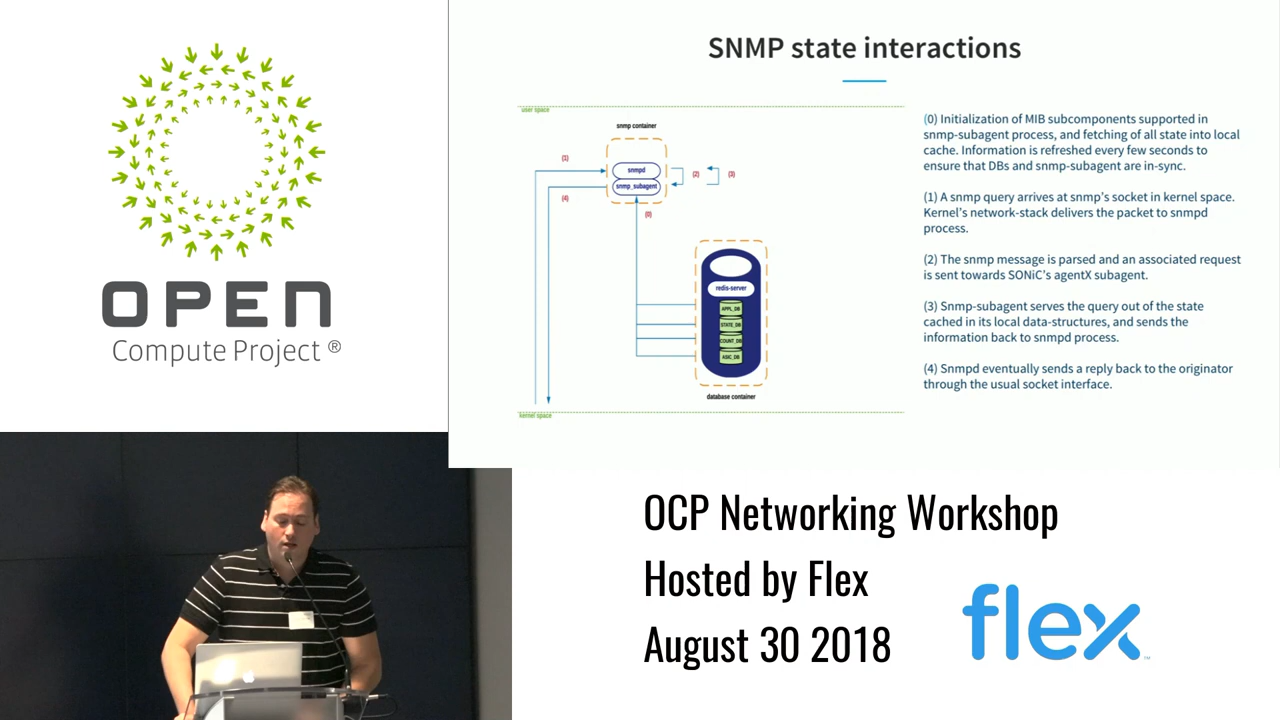 OPEN
Compute Project ®
SNMP state interactions
user space
snmp container
snmpd
snmp_subagent
(1)
(4)
(2)
(3)
(0)
redis-server
APPL_DB
STATE_DB
COUNT_DB
ASIC_DB
database container
kernel space
(0) Initialization of MIB subcomponents supported in
snmp-subagent process, and fetching of all state into local
cache. Information is refreshed every few seconds to
ensure that DBs and snmp-subagent are in-sync.
(1) A snmp query arrives at snmp's socket in kernel space.
Kernel's network-stack delivers the packet to snmpd
process.
(2) The snmp message is parsed and an associated request
is sent towards SONiC's agentX subagent.
(3) Snmp-subagent serves the query out of the state
cached in its local data-structures, and sends the
information back to snmpd process.
(4) Snmpd eventually sends a reply back to the originator
through the usual socket interface.
OCP Networking Workshop
Hosted by Flex
August 30 2018
flex
TM